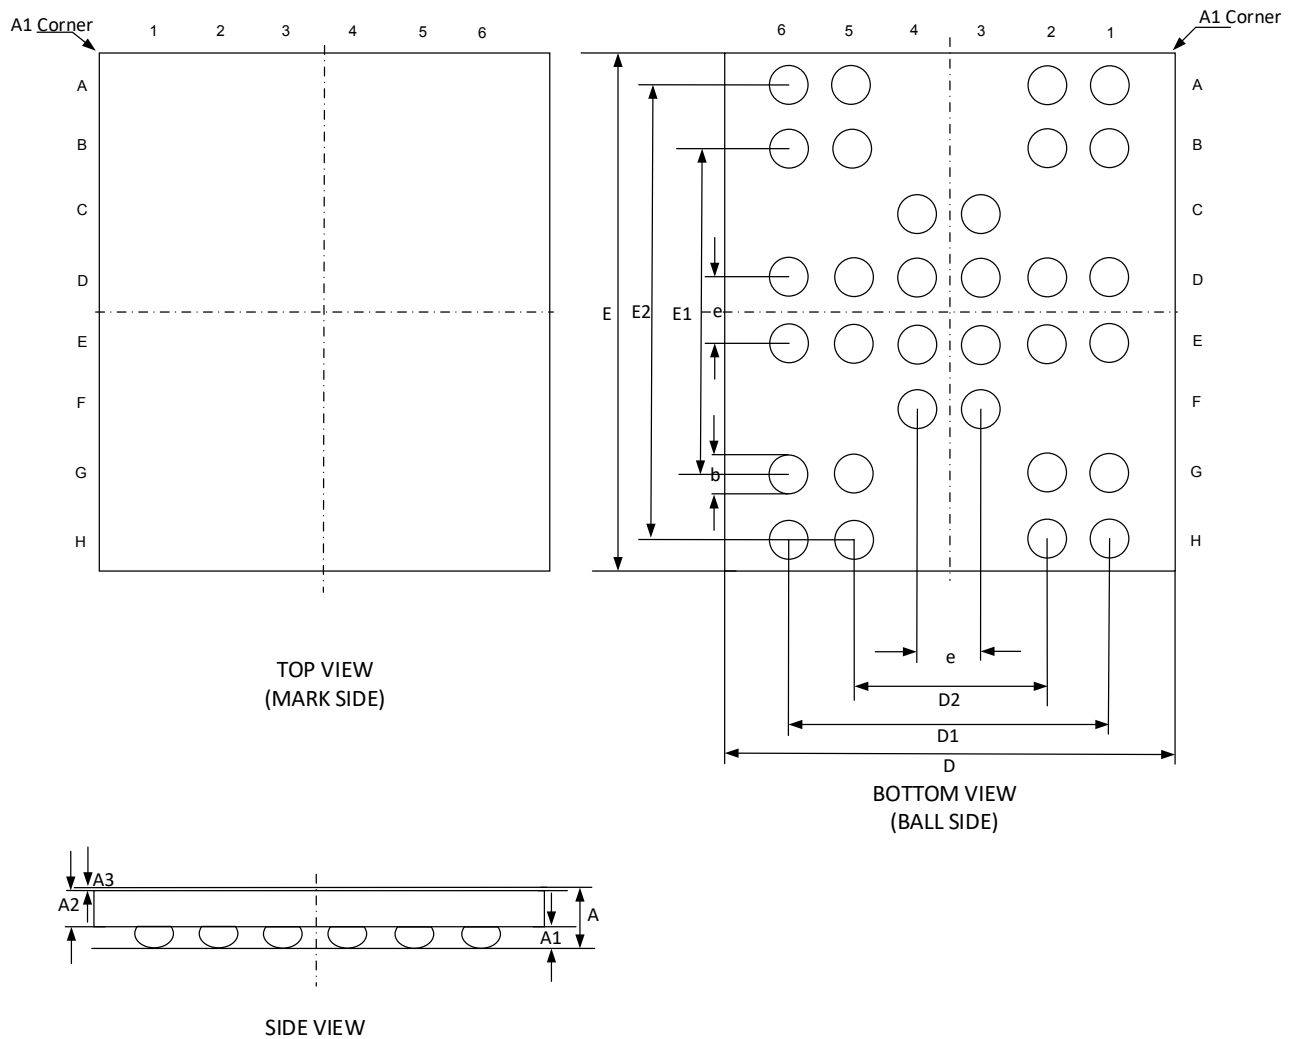 A1 Corner
1 2 3 4 5 6
A
B
C
D
E
F
G
H
TOP VIEW
(MARK SIDE)
A1 Corner
6 5 4 3 2 1
A
B
C
D
E
F
G
H
E
E2
E1
e
b
e
D2
D1
D
BOTTOM VIEW
(BALL SIDE)
A3
A2
A
A1
SIDE VIEW